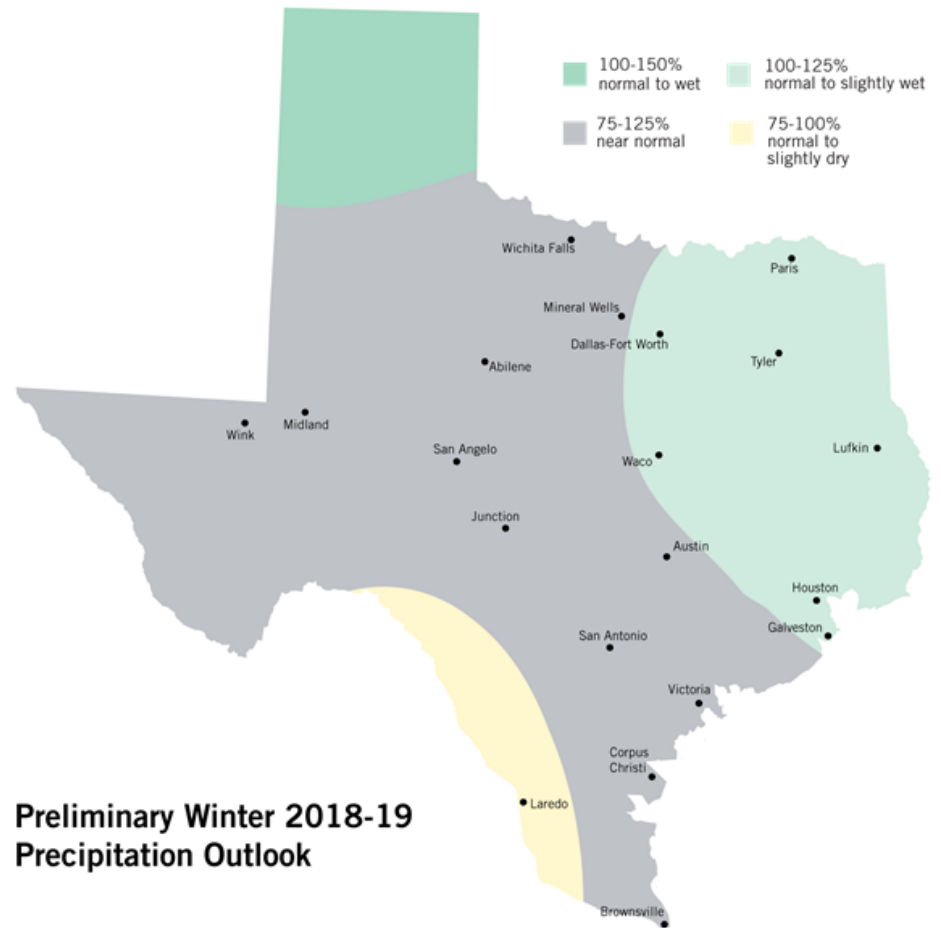 100-150%
normal to wet
100-125%
normal to slightly wet
75-125%
near normal
75-100%
normal to
slightly dry
Wichita Falls
Paris
Mineral Wells
Dallas-Fort Worth
Tyler
Abilene
Midland
Wink
San Angelo
Lufkin
Waco
Junction
Austin
Houston
Galveston
San Antonio
Victoria
Corpus
Christi
Laredo
Preliminary Winter 2018-19
Precipitation Outlook
Brownsville